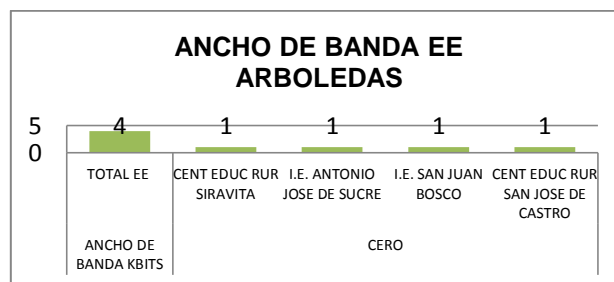 ANCHO DE BANDA EE
ARBOLEDAS
5
0
4 1 1 1 1
TOTAL EE CENT EDUC RUR I.E. ANTONIO I.E. SAN JUAN CENT EDUC RUR
SIRAVITA JOSE DE SUCRE BOSCO SAN JOSE DE
CASTRO
ANCHO DE CERO
BANDA KBITS